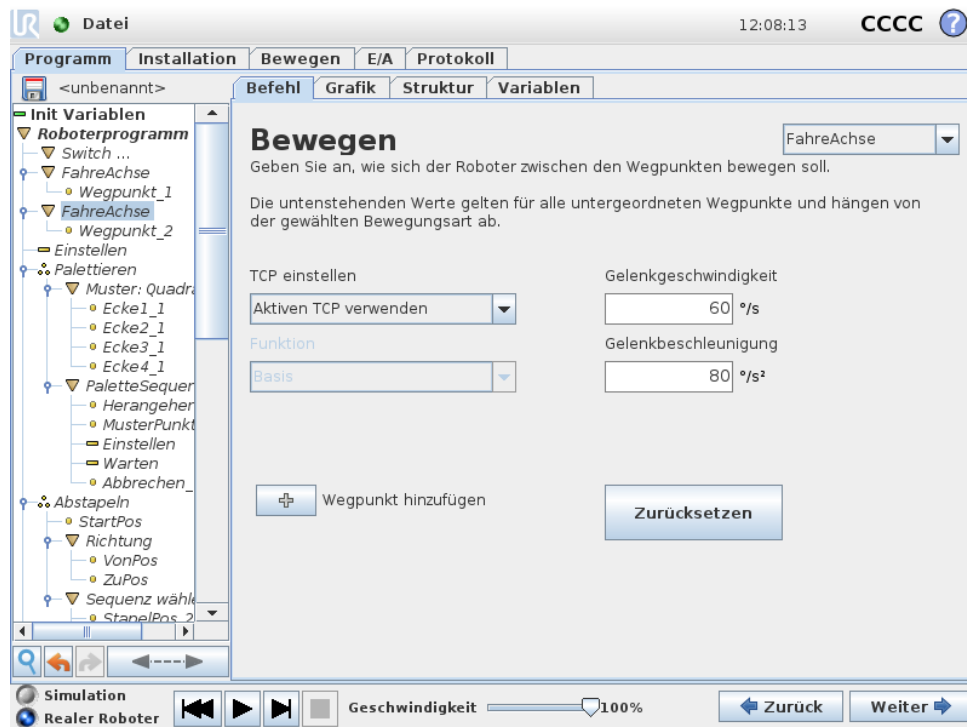 UR Datei 12:08:13 CCCC ?
Programm Installation Bewegen E/A Protokoll
<unbenannt>
Befehl Grafik Struktur Variablen
Init Variablen
Roboterprogramm
Switch ...
FahreAchse
Wegpunkt_1
FahreAchse
Wegpunkt_2
Einstellen
Palettieren
Muster: Quadra
Ecke1_1
Ecke2_1
Ecke3_1
Ecke4_1
PaletteSequen
Herangehen
MusterPunkt
Einstellen
Warten
Abbrechen_
Abstapeln
StartPos
Richtung
VonPos
ZuPos
Sequenz wähle
StapelPos_2
Bewegen
FahreAchse
Geben Sie an, wie sich der Roboter zwischen den Wegpunkten bewegen soll.
Die untenstehenden Werte gelten für alle untergeordneten Wegpunkte und hängen von
der gewählten Bewegungsart ab.
TCP einstellen
Aktiven TCP verwenden
Funktion
Basis
Gelenkgeschwindigkeit
60 °/s
Gelenkbeschleunigung
80 °/s²
Wegpunkt hinzufügen
Zurücksetzen
Simulation
Realer Roboter
Geschwindigkeit 100%
Zurück
Weiter